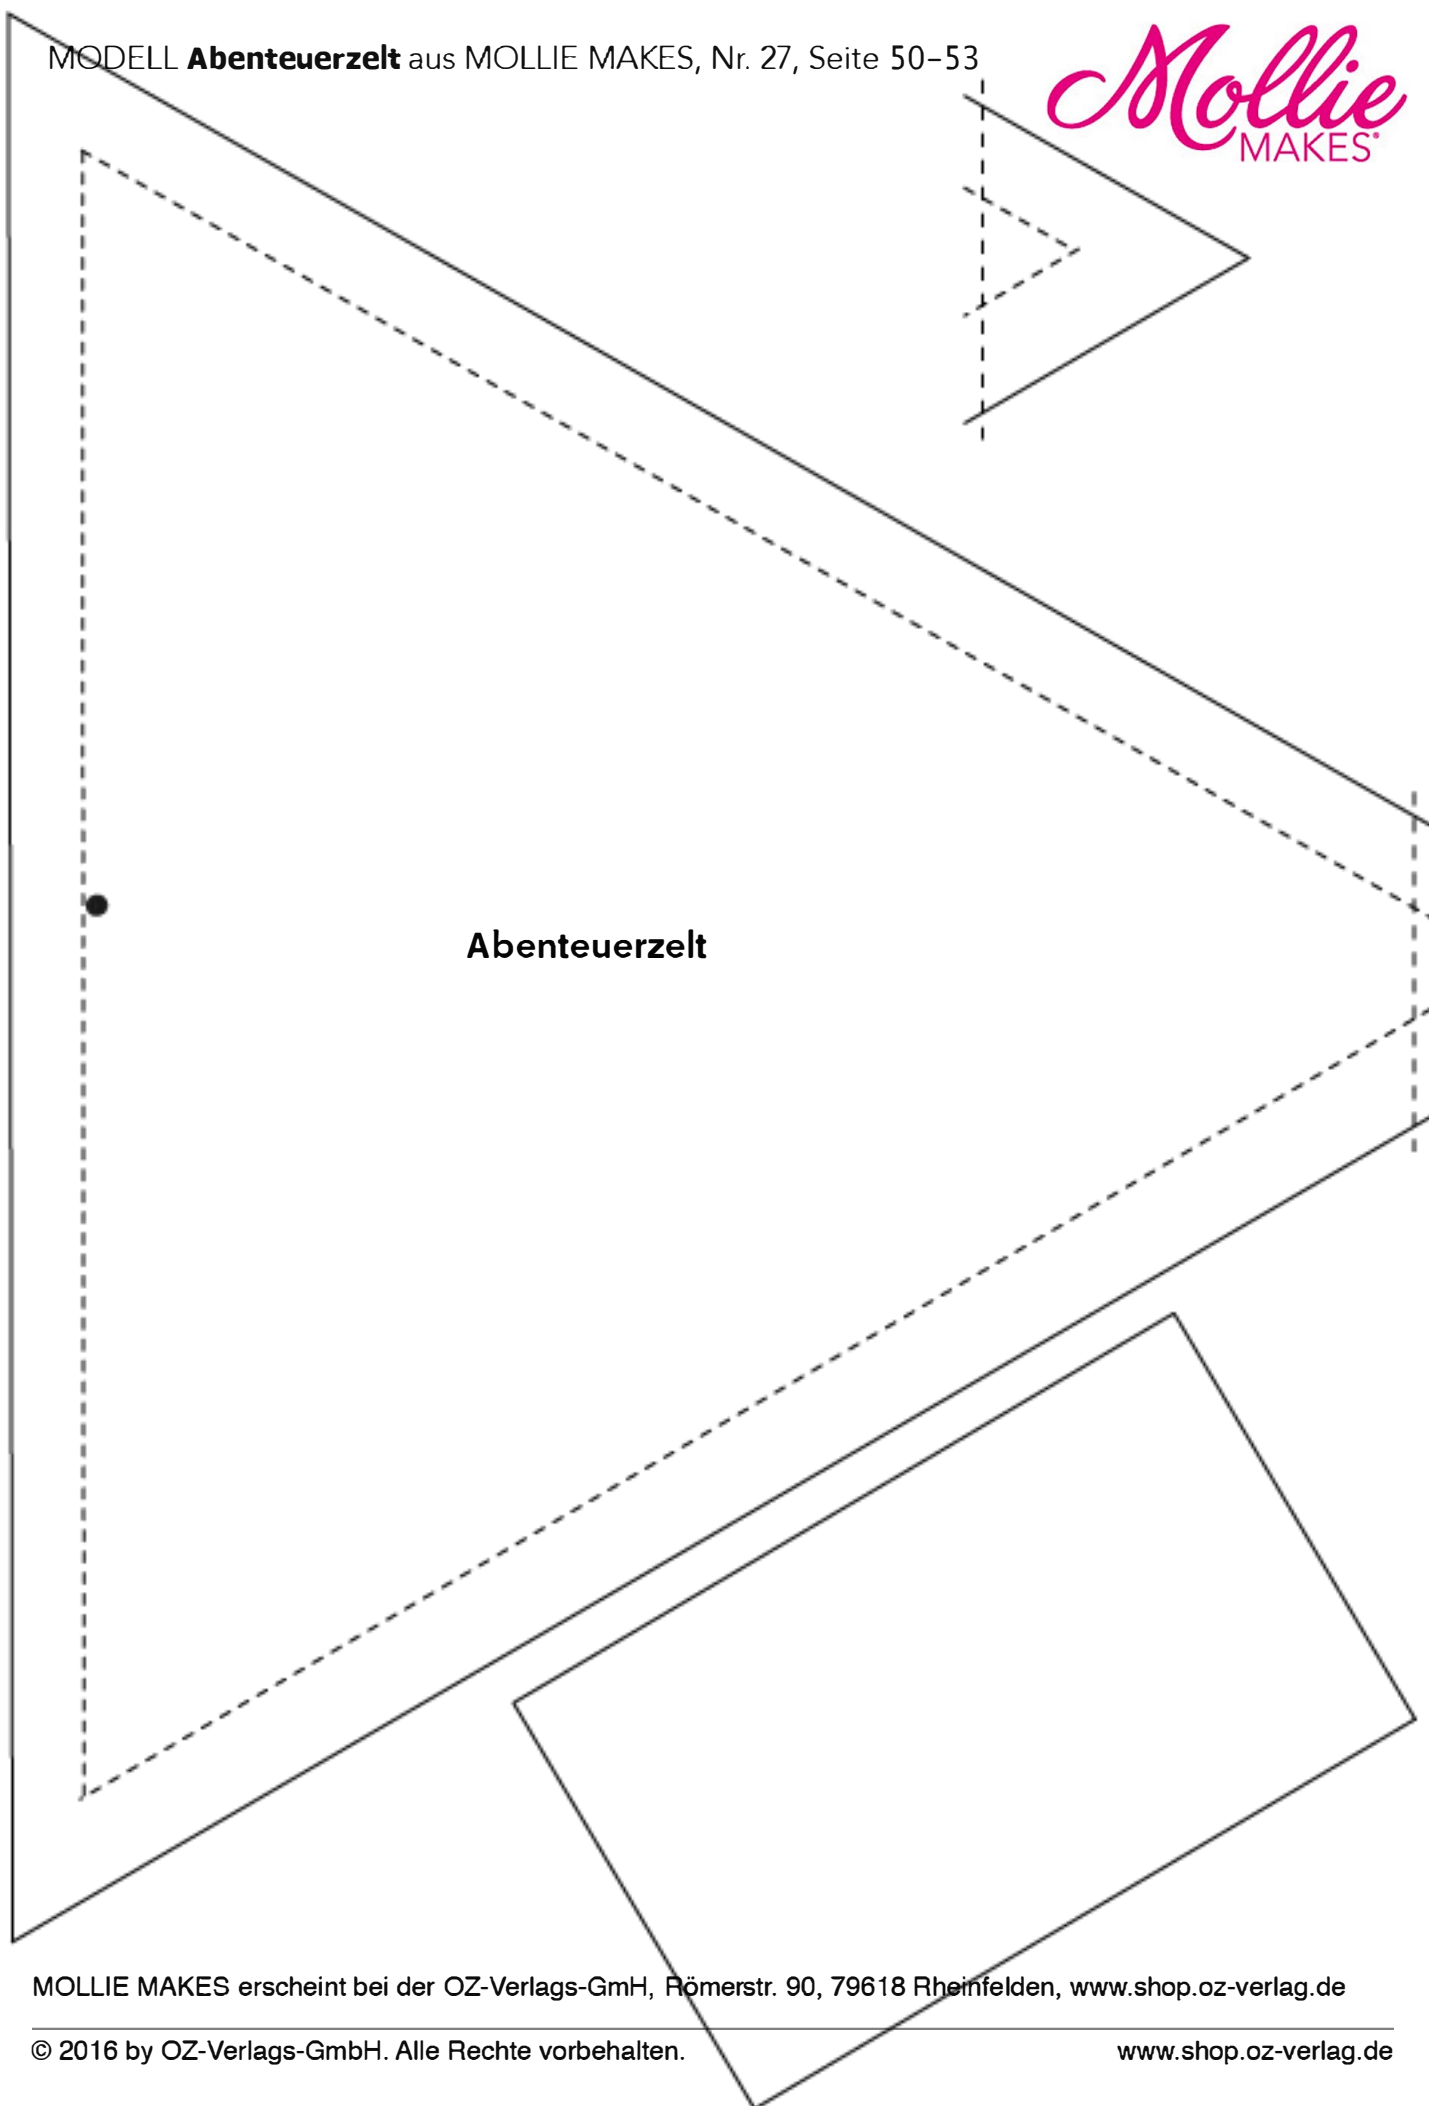 MODELL Abenteuerzelt aus MOLLIE MAKES, Nr. 27, Seite 50–53
Mollie
MAKES®
Abenteuerzelt
MOLLIE MAKES erscheint bei der OZ-Verlags-GmH, Römerstr. 90, 79618 Rheinfelden, www.shop.oz-verlag.de
© 2016 by OZ-Verlags-GmbH. Alle Rechte vorbehalten. www.shop.oz-verlag.de